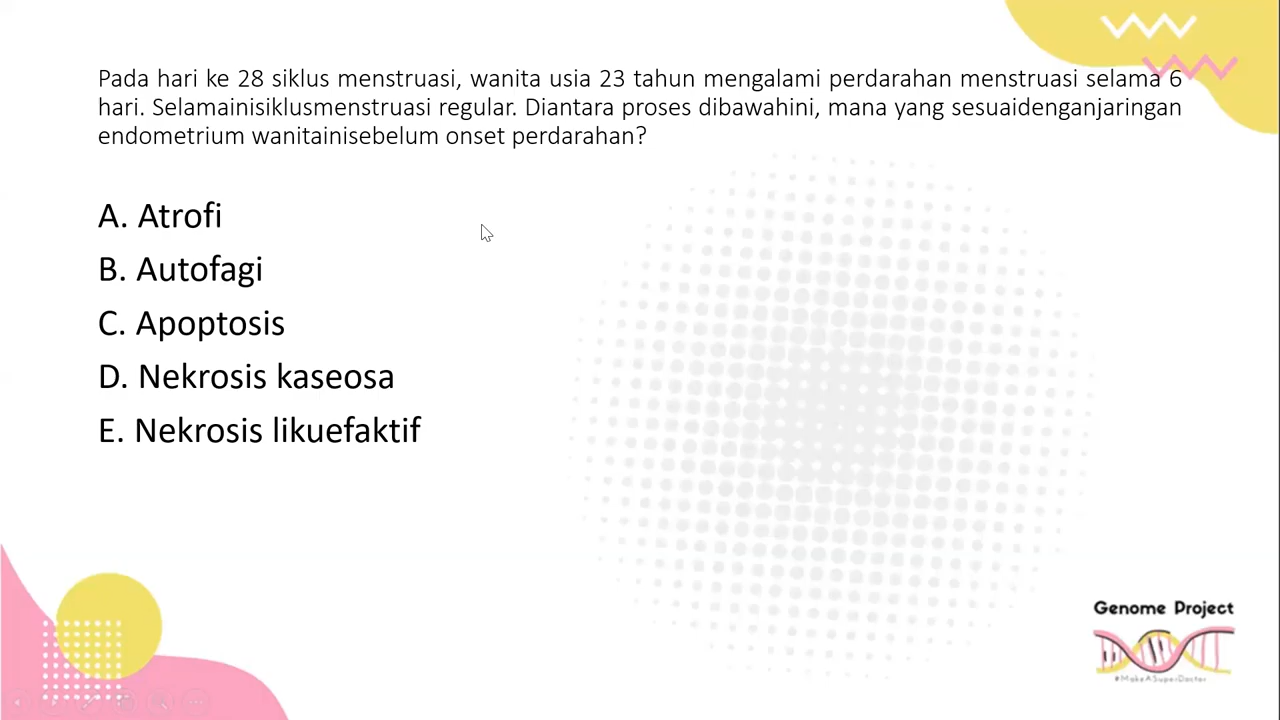 Pada hari ke 28 siklus menstruasi, wanita usia 23 tahun mengalami perdarahan menstruasi selama 6
hari. Selamainisiklusmenstruasi regular. Diantara proses dibawahini, mana yang sesuaidenganjaringan
endometrium wanitainisebelum onset perdarahan?
A. Atrofi
B. Autofagi
C. Apoptosis
D. Nekrosis kaseosa
E. Nekrosis likuefaktif
Genome Project
#MakeASuperDoctor